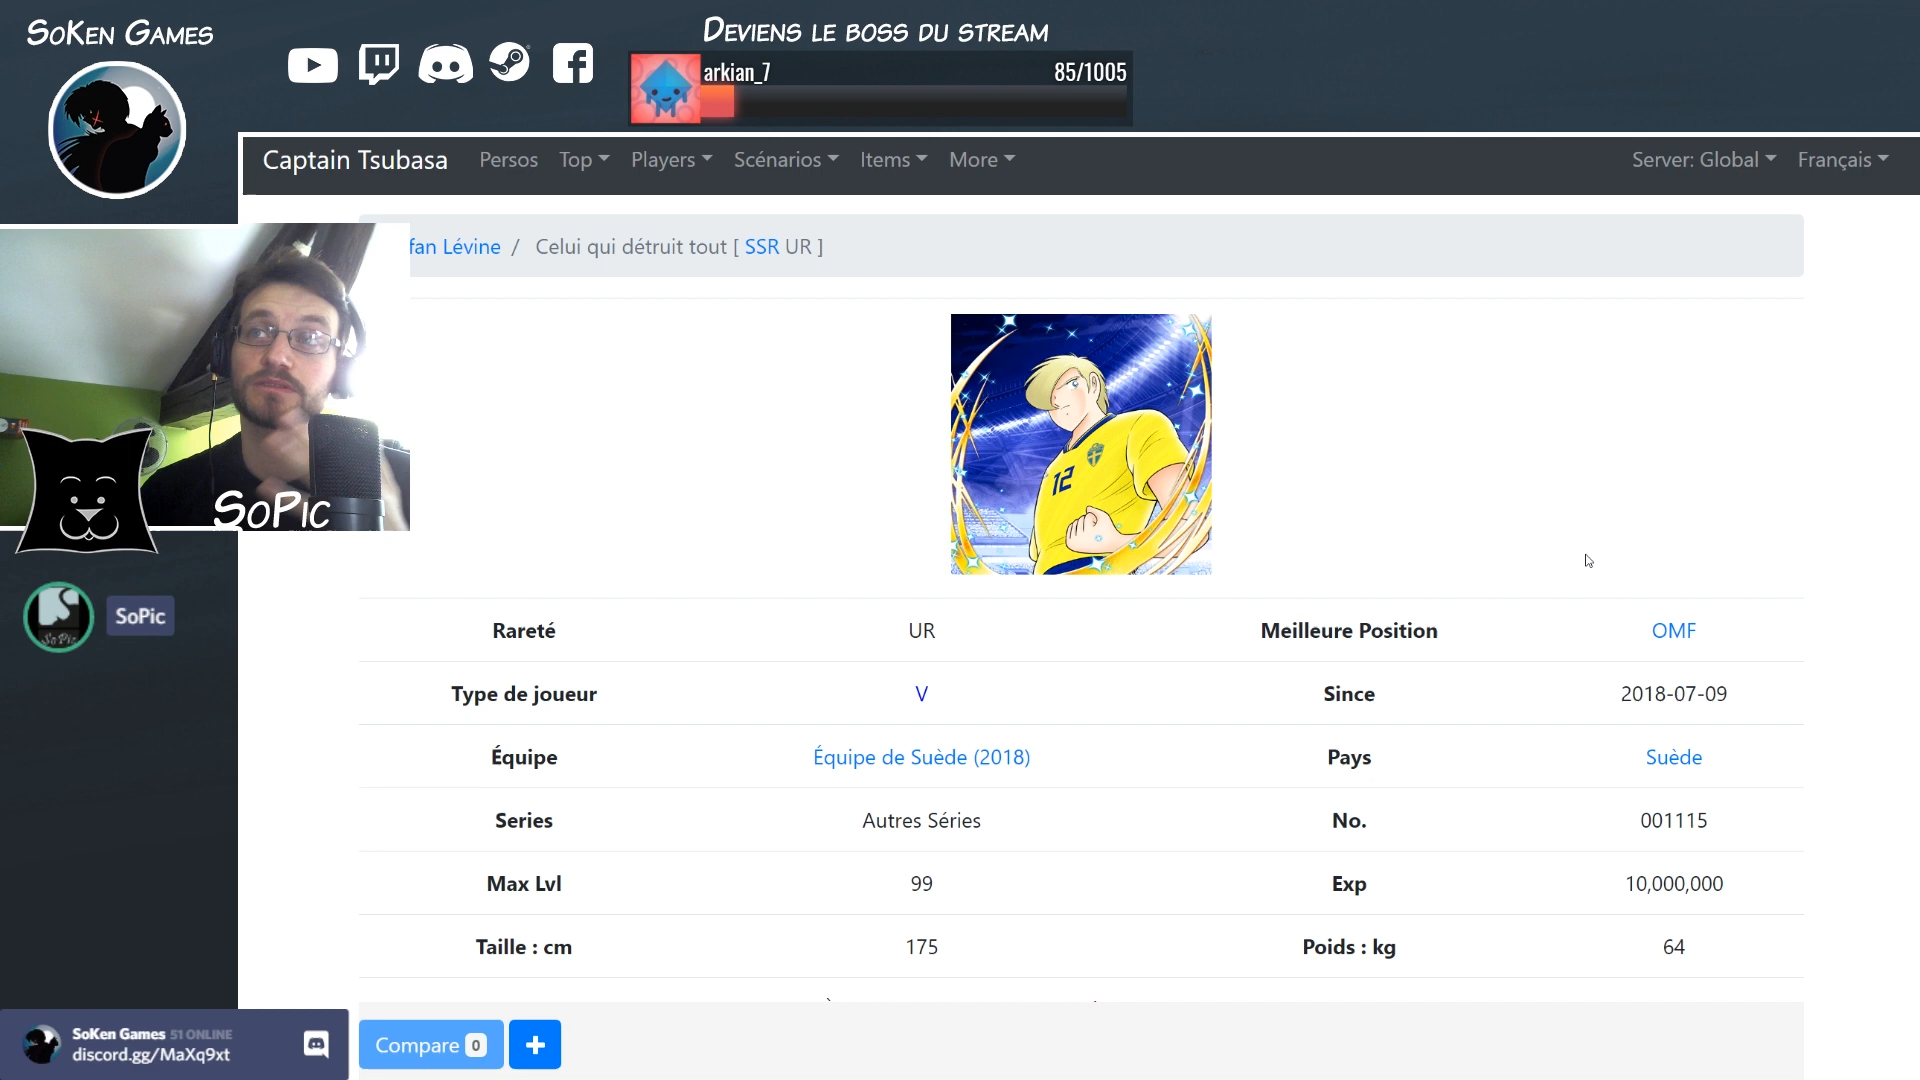 SoKen Games
Deviens le boss du stream
arkian_7 85/1005
Captain Tsubasa Persos Top Players Scénarios Items More Server: Global Français
fan Lévine / Celui qui détruit tout [ SSR UR ]
12
SoPic
SoPic
Rareté UR Meilleure Position OMF
Type de joueur V Since 2018-07-09
Équipe Équipe de Suède (2018) Pays Suède
Series Autres Séries No. 001115
Max Lvl 99 Exp 10,000,000
Taille : cm 175 Poids : kg 64
SoKen Games 51 ONLINE
discord.gg/MaXq9xt
Compare 0 +